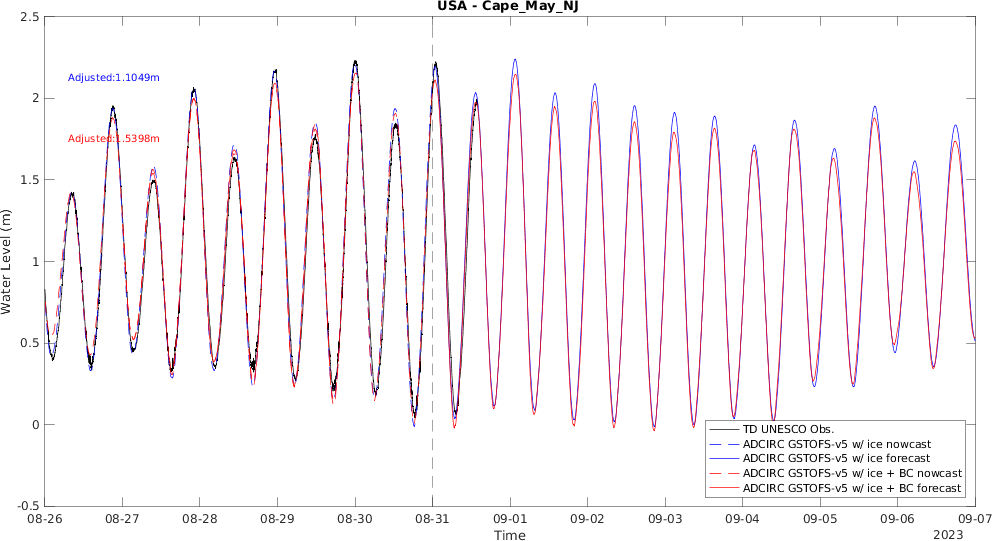 USA - Cape_May_NJ
2.5
2
1.5
1
0.5
0
-0.5
Water Level (m)
Adjusted:1.1049m
Adjusted:1.5398m
TD UNESCO Obs.
ADCIRC GSTOFS-v5 w/ ice nowcast
ADCIRC GSTOFS-v5 w/ ice forecast
ADCIRC GSTOFS-v5 w/ ice + BC nowcast
ADCIRC GSTOFS-v5 w/ ice + BC forecast
08-26 08-27 08-28 08-29 08-30 08-31 09-01 09-02 09-03 09-04 09-05 09-06 09-07
Time
2023